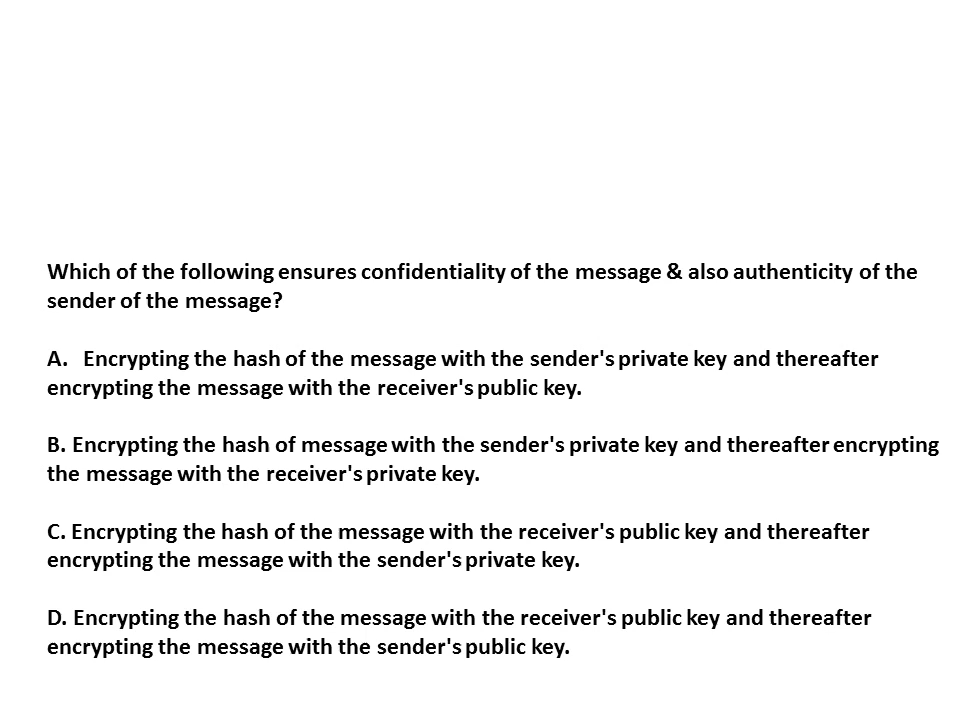 Which of the following ensures confidentiality of the message & also authenticity of the
sender of the message?
A. Encrypting the hash of the message with the sender's private key and thereafter
encrypting the message with the receiver's public key.
B. Encrypting the hash of message with the sender's private key and thereafter encrypting
the message with the receiver's private key.
C. Encrypting the hash of the message with the receiver's public key and thereafter
encrypting the message with the sender's private key.
D. Encrypting the hash of the message with the receiver's public key and thereafter
encrypting the message with the sender's public key.